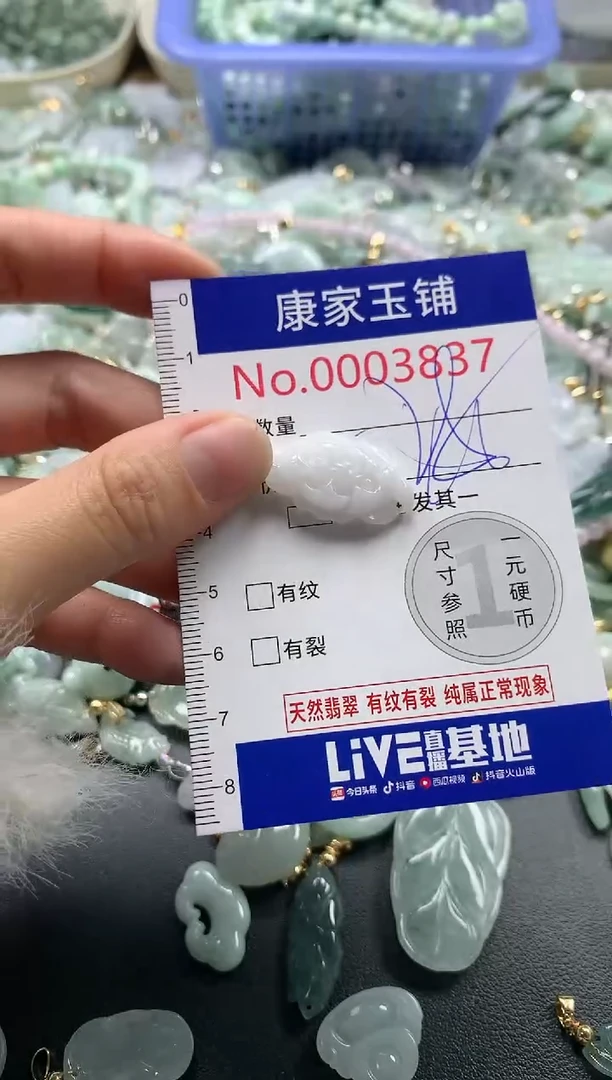 0
康家玉铺
1
No.0003837
数量
发其一
4
尺寸参照
1
一元硬币
5
有纹
6
有裂
天然翡翠 有纹有裂 纯属正常现象
7
LiVE直播基地
8
今日头条 抖音 西瓜视频 抖音火山版